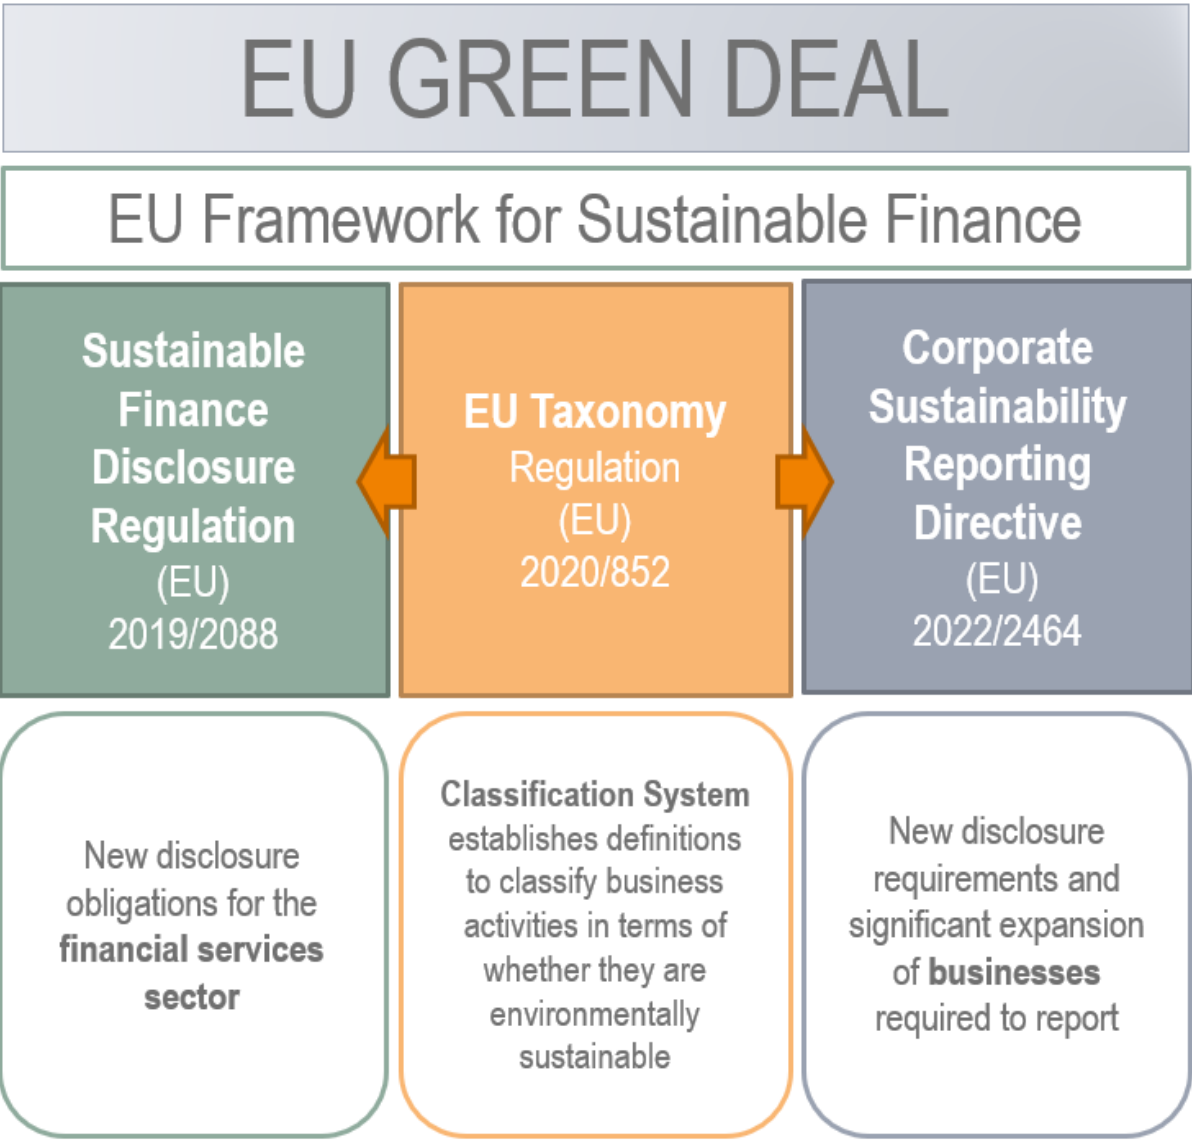 EU GREEN DEAL
EU Framework for Sustainable Finance
Sustainable
Finance
Disclosure
Regulation
(EU)
2019/2088
EU Taxonomy
Regulation
(EU)
2020/852
Corporate
Sustainability
Reporting
Directive
(EU)
2022/2464
New disclosure
obligations for the
financial services
sector
Classification System
establishes definitions
to classify business
activities in terms of
whether they are
environmentally
sustainable
New disclosure
requirements and
significant expansion
of businesses
required to report